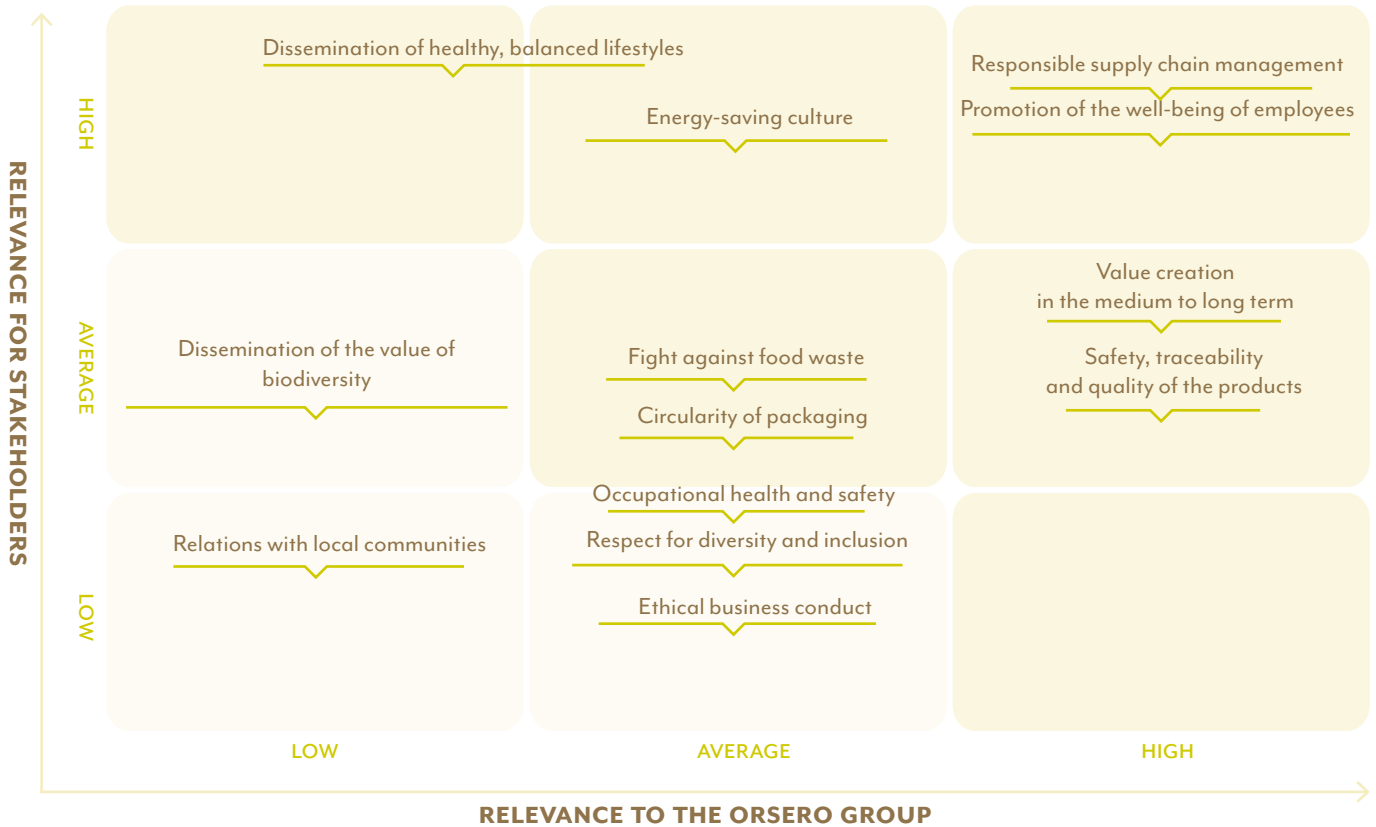 RELEVANCE FOR STAKEHOLDERS
HIGH
Dissemination of healthy, balanced lifestyles
Energy-saving culture
Responsible supply chain management
Promotion of the well-being of employees
AVERAGE
Dissemination of the value of
biodiversity
Fight against food waste
Circularity of packaging
Value creation
in the medium to long term
Safety, traceability
and quality of the products
LOW
Relations with local communities
Occupational health and safety
Respect for diversity and inclusion
Ethical business conduct
LOW
AVERAGE
HIGH
RELEVANCE TO THE ORSERO GROUP